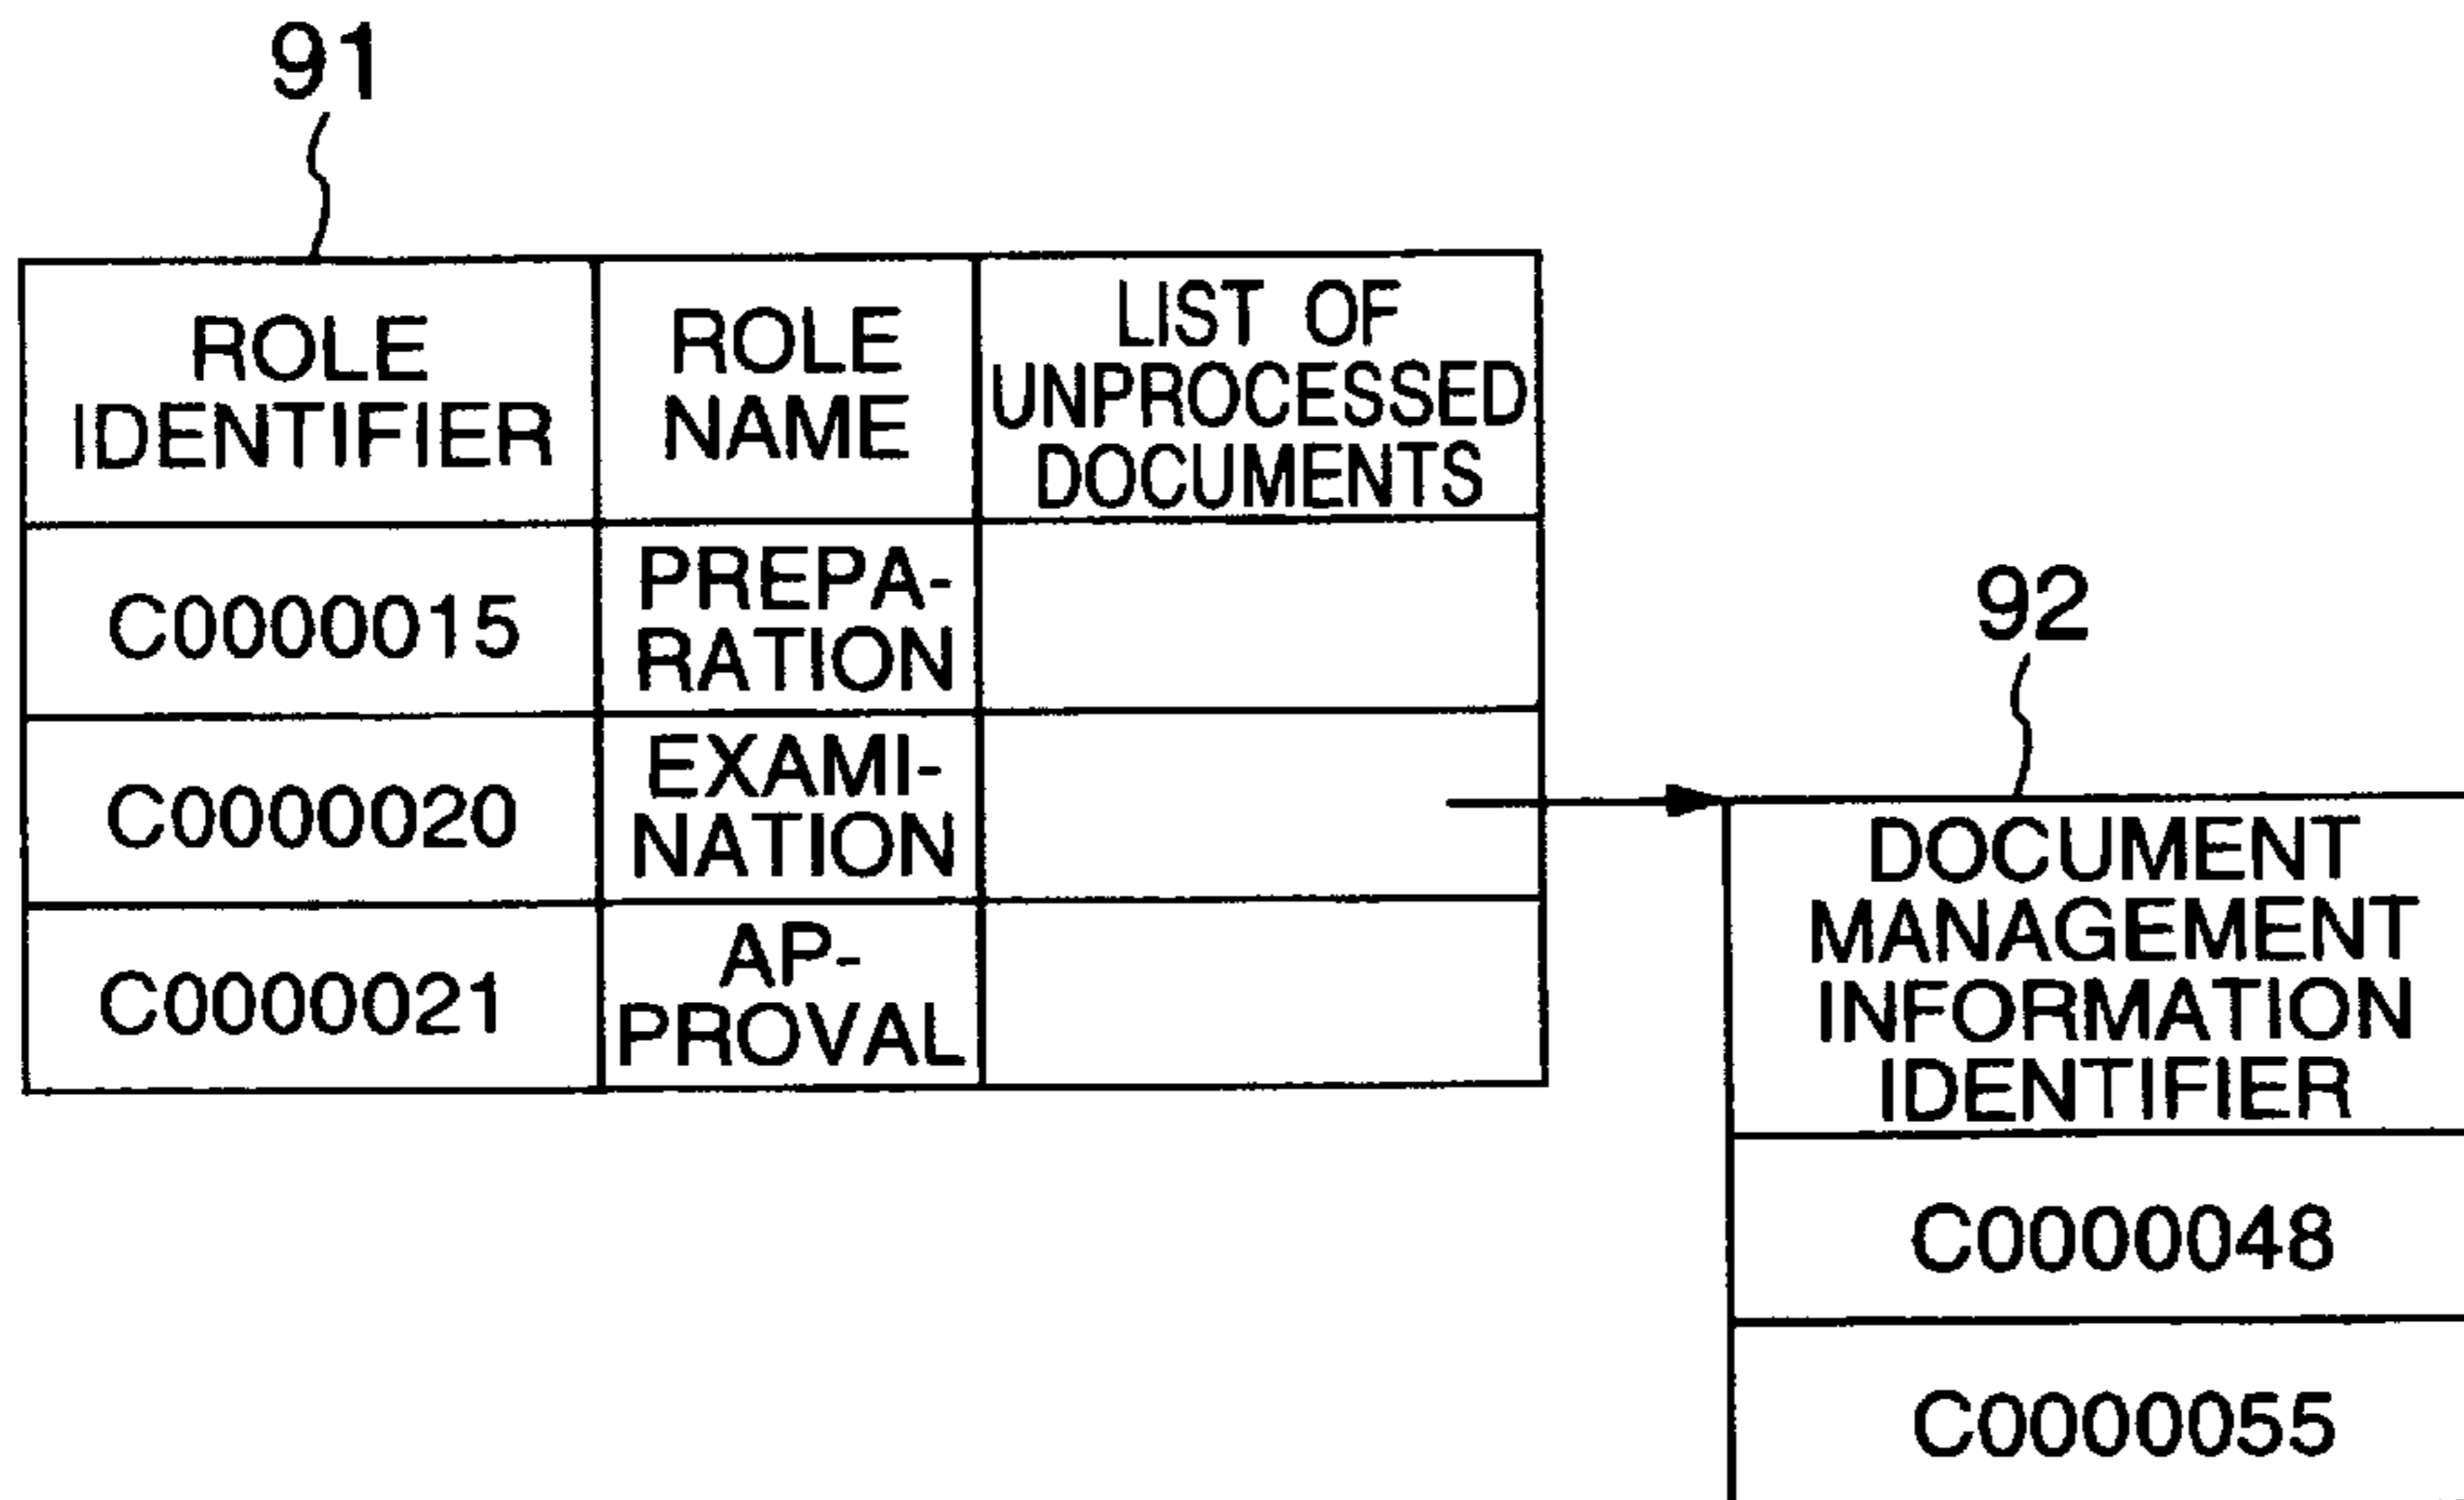 91
ROLE
IDENTIFIER
ROLE
NAME
LIST OF
UNPROCESSED
DOCUMENTS
C0000015
PREPA-
RATION
C0000020
EXAMI-
NATION
C0000021
AP-
PROVAL
92
DOCUMENT
MANAGEMENT
INFORMATION
IDENTIFIER
C0000048
C0000055